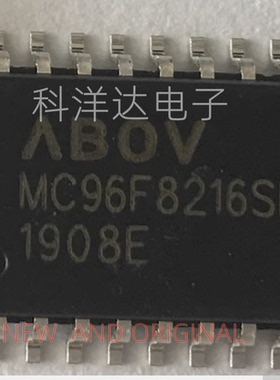 科洋达电子
ABOV
MC96F8216S
1908E
NEW AND ORIGINAL